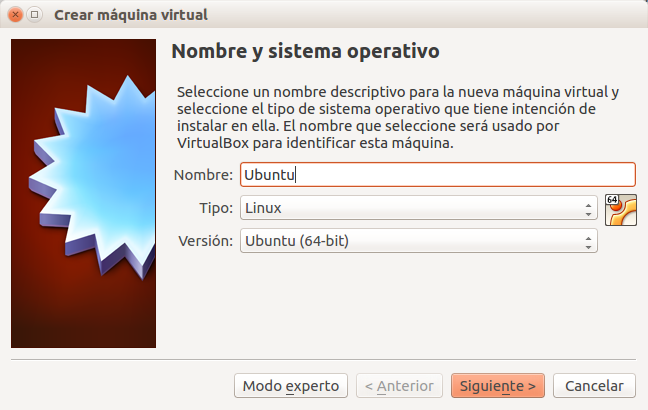 Crear máquina virtual
Nombre y sistema operativo
Seleccione un nombre descriptivo para la nueva máquina virtual y
seleccione el tipo de sistema operativo que tiene intención de
instalar en ella. El nombre que seleccione será usado por
VirtualBox para identificar esta máquina.
Nombre: Ubuntu
Tipo: Linux
64
Versión: Ubuntu (64-bit)
Modo experto < Anterior Siguiente > Cancelar